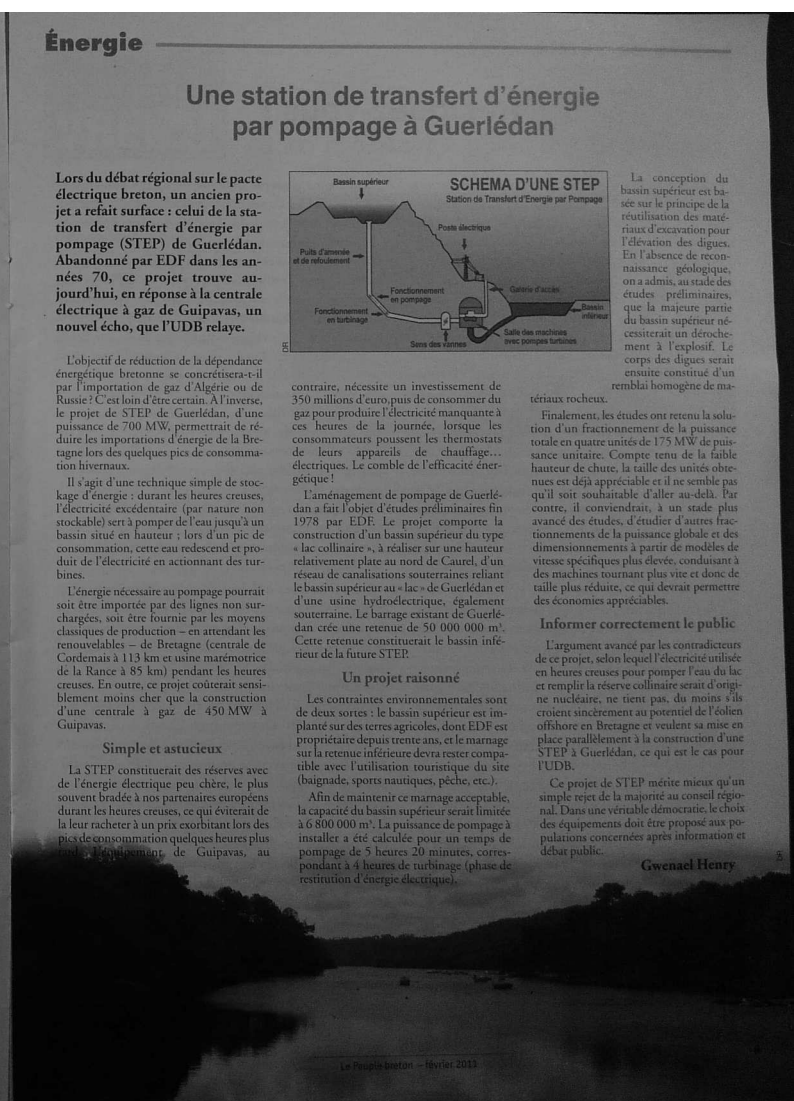 Énergie
Une station de transfert d'énergie
par pompage à Guerlédan
Lors du débat régional sur le pacte
électrique breton, un ancien pro-
jet a refait surface : celui de la sta-
tion de transfert d'énergie par
pompage (STEP) de Guerlédan.
Abandonné par EDF dans les an-
nées 70, ce projet trouve au-
jourd'hui, en réponse à la centrale
électrique à gaz de Guipavas, un
nouvel écho, que l'UDB relaye.
L'objectif de réduction de la dépendance
énergétique bretonne se concrétisera-t-il
par l'importation de gaz d'Algérie ou de
Russie ? C'est loin d'être certain. À l'inverse,
le projet de STEP de Guerlédan, d'une
puissance de 700 MW, permettrait de ré-
duire les importations d'énergie de la Bre-
tagne lors des quelques pics de consomma-
tion hivernaux.
Il s'agit d'une technique simple de stoc-
kage d'énergie : durant les heures creuses,
l'électricité excédentaire (par nature non
stockable) sert à pomper de l'eau jusqu'à un
bassin situé en hauteur ; lors d'un pic de
consommation, cette eau redescend et pro-
duit de l'électricité en actionnant des tur-
bines.
L'énergie nécessaire au pompage pourrait
soit être importée par des lignes non sur-
chargées, soit être fournie par les moyens
classiques de production – en attendant les
renouvelables – de Bretagne (centrale de
Cordemais à 113 km et usine marémotrice
de la Rance à 85 km) pendant les heures
creuses. En outre, ce projet coûterait sensi-
blement moins cher que la construction
d'une centrale à gaz de 450 MW à
Guipavas.
Simple et astucieux
La STEP constituerait des réserves avec
de l'énergie électrique peu chère, le plus
souvent bradée à nos partenaires européens
durant les heures creuses, ce qui éviterait de
la leur racheter à un prix exorbitant lors des
pics de consommation quelques heures plus
tard. L'équipement de Guipavas, au
SCHEMA D'UNE STEP
Station de Transfert d'Energie par Pompage
Bassin supérieur
Poste électrique
Puits d'amenée
et de refoulement
Fonctionnement
en pompage
Galerie d'accès
Fonctionnement
en turbinage
Bassin
inférieur
Salle des machines
avec pompes turbines
Sens des vannes
DR
contraire, nécessite un investissement de
350 millions d'euro,puis de consommer du
gaz pour produire l'électricité manquante à
ces heures de la journée, lorsque les
consommateurs poussent les thermostats
de leurs appareils de chauffage…
électriques. Le comble de l'efficacité éner-
gétique !
L'aménagement de pompage de Guerlé-
dan a fait l'objet d'études préliminaires fin
1978 par EDF. Le projet comporte la
construction d'un bassin supérieur du type
« lac collinaire », à réaliser sur une hauteur
relativement plate au nord de Caurel, d'un
réseau de canalisations souterraines reliant
le bassin supérieur au « lac » de Guerlédan et
d'une usine hydroélectrique, également
souterraine. Le barrage existant de Guerlé-
dan crée une retenue de 50 000 000 m³.
Cette retenue constituerait le bassin infé-
rieur de la future STEP.
Un projet raisonné
Les contraintes environnementales sont
de deux sortes : le bassin supérieur est im-
planté sur des terres agricoles, dont EDF est
propriétaire depuis trente ans, et le marnage
sur la retenue inférieure devra rester compa-
tible avec l'utilisation touristique du site
(baignade, sports nautiques, pêche, etc.).
Afin de maintenir ce marnage acceptable,
la capacité du bassin supérieur serait limitée
à 6 800 000 m³. La puissance de pompage à
installer a été calculée pour un temps de
pompage de 5 heures 20 minutes, corres-
pondant à 4 heures de turbinage (phase de
restitution d'énergie électrique).
La conception du
bassin supérieur est ba-
sée sur le principe de la
réutilisation des maté-
riaux d'excavation pour
l'élévation des digues.
En l'absence de recon-
naissance géologique,
on a admis, au stade des
études préliminaires,
que la majeure partie
du bassin supérieur né-
cessiterait un déroche-
ment à l'explosif. Le
corps des digues serait
ensuite constitué d'un
remblai homogène de ma-
tériaux rocheux.
Finalement, les études ont retenu la solu-
tion d'un fractionnement de la puissance
totale en quatre unités de 175 MW de puis-
sance unitaire. Compte tenu de la faible
hauteur de chute, la taille des unités obte-
nues est déjà appréciable et il ne semble pas
qu'il soit souhaitable d'aller au-delà. Par
contre, il conviendrait, à un stade plus
avancé des études, d'étudier d'autres frac-
tionnements de la puissance globale et des
dimensionnements à partir de modèles de
vitesse spécifiques plus élevée, conduisant à
des machines tournant plus vite et donc de
taille plus réduite, ce qui devrait permettre
des économies appréciables.
Informer correctement le public
L'argument avancé par les contradicteurs
de ce projet, selon lequel l'électricité utilisée
en heures creuses pour pomper l'eau du lac
et remplir la réserve collinaire serait d'origi-
ne nucléaire, ne tient pas, du moins s'ils
croient sincèrement au potentiel de l'éolien
offshore en Bretagne et veulent sa mise en
place parallèlement à la construction d'une
STEP à Guerlédan, ce qui est le cas pour
l'UDB.
Ce projet de STEP mérite mieux qu'un
simple rejet de la majorité au conseil régio-
nal. Dans une véritable démocratie, le choix
des équipements doit être proposé aux po-
pulations concernées après information et
débat public.
Gwenael Henry
Le Peuple breton – février 2011